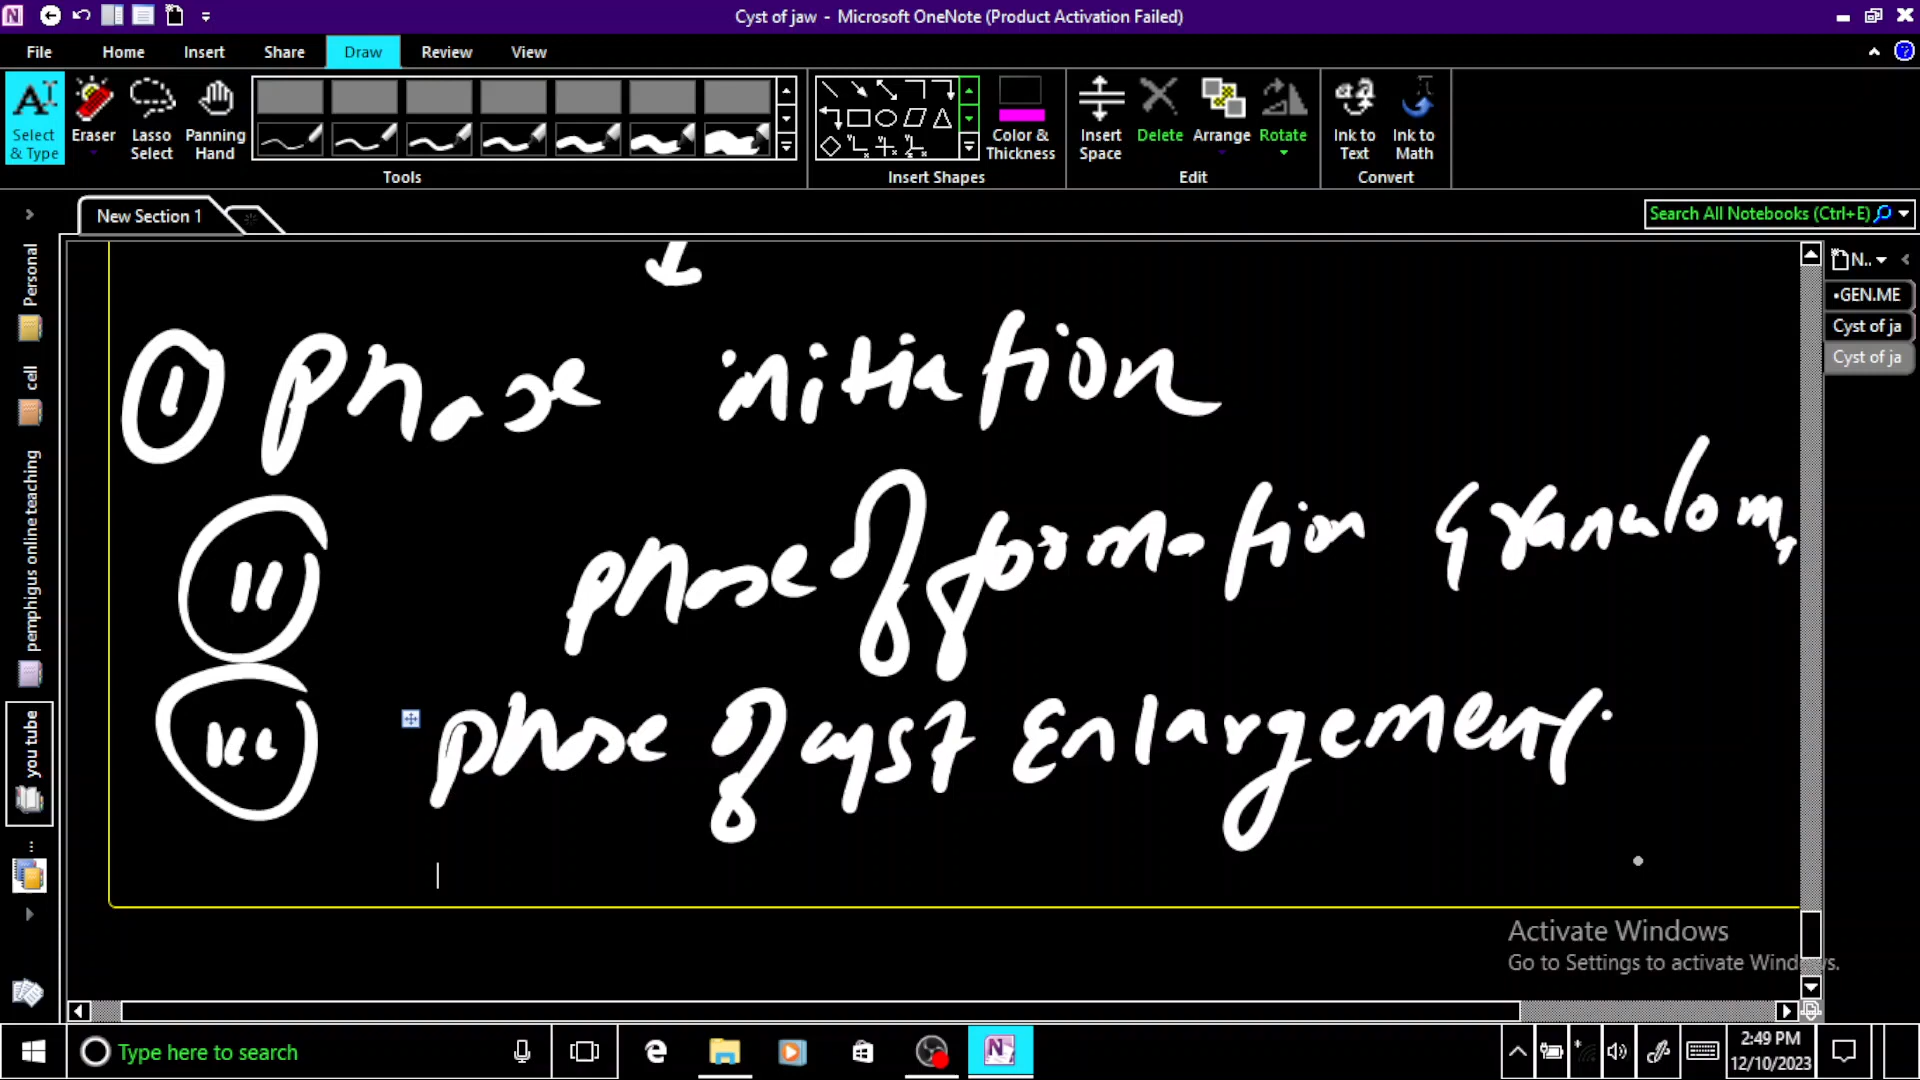 Cyst of jaw - Microsoft OneNote (Product Activation Failed)
File Home Insert Share Draw Review View
Select & Type
Eraser
Lasso Select
Panning Hand
Color & Thickness
Insert Space
Delete
Arrange
Rotate
Ink to Text
Ink to Math
Tools
Insert Shapes
Edit
Convert
New Section 1
Search All Notebooks (Ctrl+E)
Personal
cell
pemphigus online teaching
you tube
N..
•GEN.ME
Cyst of ja
Cyst of ja
I phase initiation
II phase of formation Granuloma
III phase of cyst Enlargement.
Activate Windows
Go to Settings to activate Windows.
Type here to search
2:49 PM
12/10/2023